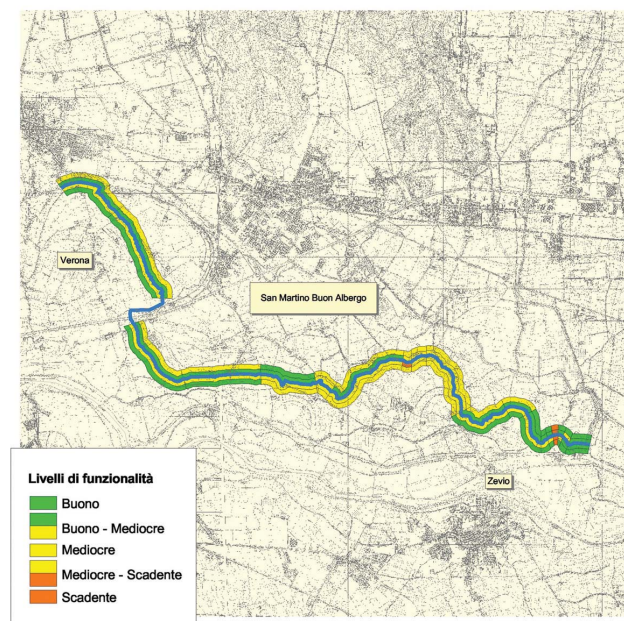 Verona
San Martino Buon Albergo
Zevio
Livelli di funzionalità
Buono
Buono - Mediocre
Mediocre
Mediocre - Scadente
Scadente